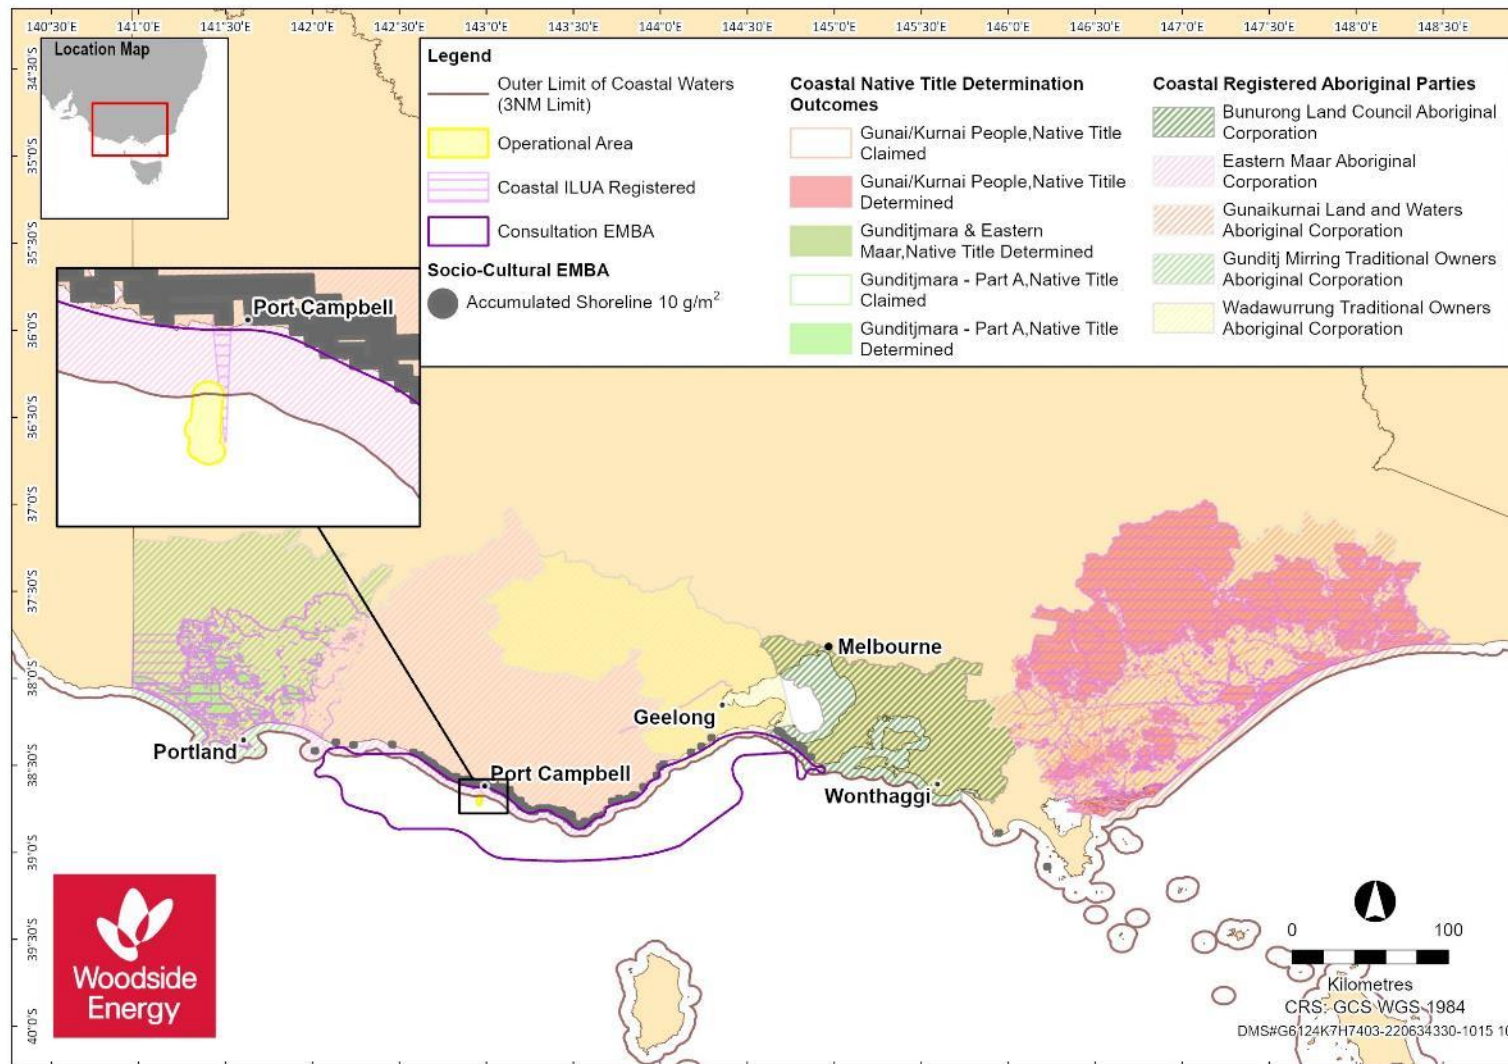 140°30'E 141°0'E 141°30'E 142°0'E 142°30'E 143°0'E 143°30'E 144°0'E 144°30'E 145°0'E 145°30'E 146°0'E 146°30'E 147°0'E 147°30'E 148°0'E 148°30'E
34°30'S
35°0'S
35°30'S
36°0'S
36°30'S
37°0'S
37°30'S
38°0'S
38°30'S
39°0'S
39°30'S
40°0'S
Location Map
Legend
Outer Limit of Coastal Waters
(3NM Limit)
Operational Area
Coastal ILUA Registered
Consultation EMBA
Socio-Cultural EMBA
Accumulated Shoreline 10 g/m²
Coastal Native Title Determination
Outcomes
Gunai/Kurnai People,Native Title
Claimed
Gunai/Kurnai People,Native Titile
Determined
Gunditjmara & Eastern
Maar,Native Title Determined
Gunditjmara - Part A,Native Title
Claimed
Gunditjmara - Part A,Native Title
Determined
Coastal Registered Aboriginal Parties
Bunurong Land Council Aboriginal
Corporation
Eastern Maar Aboriginal
Corporation
Gunaikurnai Land and Waters
Aboriginal Corporation
Gunditj Mirring Traditional Owners
Aboriginal Corporation
Wadawurrung Traditional Owners
Aboriginal Corporation
Port Campbell
Melbourne
Geelong
Portland
Port Campbell
Wonthaggi
Woodside
Energy
0 100
Kilometres
CRS: GCS WGS 1984
DMS#G6124K7H7403-220634330-1015 10